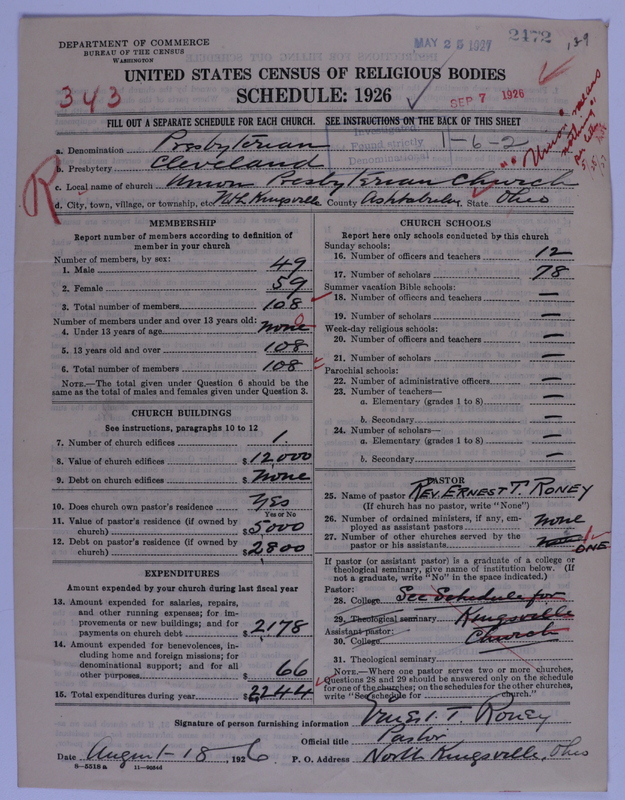 DEPARTMENT OF COMMERCE
BUREAU OF THE CENSUS
WASHINGTON
MAY 25 1927
2472
139
UNITED STATES CENSUS OF RELIGIOUS BODIES
SCHEDULE: 1926
343
SEP 7 1926
FILL OUT A SEPARATE SCHEDULE FOR EACH CHURCH. SEE INSTRUCTIONS ON THE BACK OF THIS SHEET
Investigated
Found strictly
Denominational
1-6-2
"Union" means
nothing.
R
a. Denomination Presbyterian
b. Presbytery Cleveland
c. Local name of church Union Presbyterian Church
d. City, town, village, or township, etc. No. Kingsville County Ashtabula State Ohio
MEMBERSHIP
Report number of members according to definition of
member in your church
Number of members, by sex:
1. Male 49
2. Female 59
3. Total number of members 108
Number of members under and over 13 years old:
4. Under 13 years of age none 0
5. 13 years old and over 108
6. Total number of members 108
NOTE.—The total given under Question 6 should be the
same as the total of males and females given under Question 3.
CHURCH BUILDINGS
See instructions, paragraphs 10 to 12
7. Number of church edifices 1.
8. Value of church edifices $12,000
9. Debt on church edifices $ none
10. Does church own pastor's residence Yes
Yes or No
11. Value of pastor's residence (if owned by
church) $5000
12. Debt on pastor's residence (if owned by
church) $2800
EXPENDITURES
Amount expended by your church during last fiscal year
13. Amount expended for salaries, repairs,
and other running expenses; for im-
provements or new buildings; and for
payments on church debt $2178
14. Amount expended for benevolences, in-
cluding home and foreign missions; for
denominational support; and for all
other purposes $66
15. Total expenditures during year $2244
CHURCH SCHOOLS
Report here only schools conducted by this church
Sunday schools:
16. Number of officers and teachers 12
17. Number of scholars 78
Summer vacation Bible schools:
18. Number of officers and teachers —
19. Number of scholars —
Week-day religious schools:
20. Number of officers and teachers —
21. Number of scholars —
Parochial schools:
22. Number of administrative officers —
23. Number of teachers—
a. Elementary (grades 1 to 8) —
b. Secondary —
24. Number of scholars—
a. Elementary (grades 1 to 8) —
b. Secondary —
PASTOR
25. Name of pastor REV. ERNEST T. RONEY
(If church has no pastor, write "None")
26. Number of ordained ministers, if any, em-
ployed as assistant pastors none
27. Number of other churches served by the
pastor or his assistants 1 ONE
If pastor (or assistant pastor) is a graduate of a college or
theological seminary, give name of institution below. (If
not a graduate, write "No" in the space indicated.)
Pastor:
28. College See Schedule for
29. Theological seminary Kingsville
Assistant pastor:
30. College Church
31. Theological seminary
NOTE.—Where one pastor serves two or more churches,
Questions 28 and 29 should be answered only on the schedule
for one of the churches; on the schedules for the other churches,
write "See schedule for church."
Signature of person furnishing information Ernest T Roney
Official title Pastor
Date August-18, 1926 P. O. Address North Kingsville, Ohio
8-5518 a